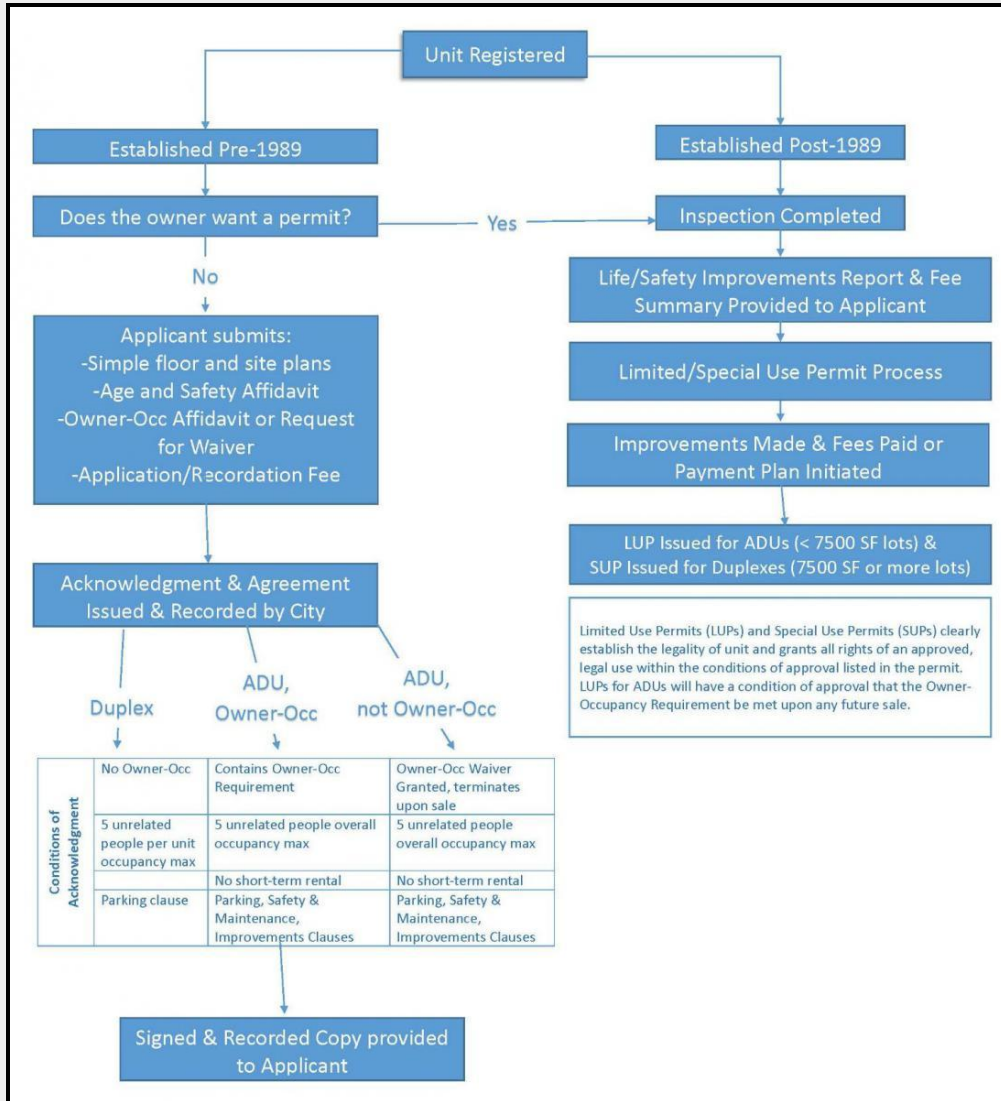 Unit Registered
Established Pre-1989
Established Post-1989
Does the owner want a permit?
Yes
Inspection Completed
No
Life/Safety Improvements Report & Fee
Summary Provided to Applicant
Applicant submits:
-Simple floor and site plans
-Age and Safety Affidavit
-Owner-Occ Affidavit or Request
for Waiver
-Application/Recordation Fee
Limited/Special Use Permit Process
Improvements Made & Fees Paid or
Payment Plan Initiated
LUP Issued for ADUs (< 7500 SF lots) &
SUP Issued for Duplexes (7500 SF or more lots)
Acknowledgment & Agreement
Issued & Recorded by City
Limited Use Permits (LUPs) and Special Use Permits (SUPs) clearly
establish the legality of unit and grants all rights of an approved,
legal use within the conditions of approval listed in the permit.
LUPs for ADUs will have a condition of approval that the Owner-
Occupancy Requirement be met upon any future sale.
Duplex
ADU,
Owner-Occ
ADU,
not Owner-Occ
Conditions of
Acknowledgment
No Owner-Occ
Contains Owner-Occ
Requirement
Owner-Occ Waiver
Granted, terminates
upon sale
5 unrelated
people per unit
occupancy max
5 unrelated people overall
occupancy max
5 unrelated people
overall occupancy max
No short-term rental
No short-term rental
Parking clause
Parking, Safety &
Maintenance,
Improvements Clauses
Parking, Safety &
Maintenance,
Improvements Clauses
Signed & Recorded Copy provided
to Applicant